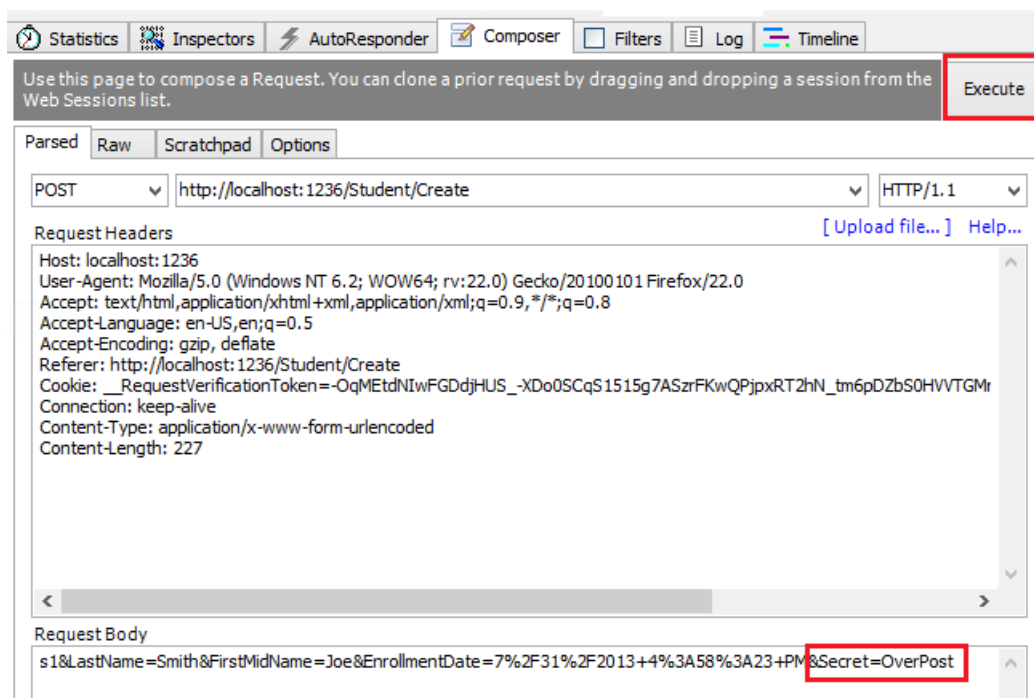 Statistics Inspectors AutoResponder Composer Filters Log Timeline
Use this page to compose a Request. You can clone a prior request by dragging and dropping a session from the
Web Sessions list.
Execute
Parsed Raw Scratchpad Options
POST http://localhost:1236/Student/Create HTTP/1.1
Request Headers [ Upload file... ] Help...
Host: localhost:1236
User-Agent: Mozilla/5.0 (Windows NT 6.2; WOW64; rv:22.0) Gecko/20100101 Firefox/22.0
Accept: text/html,application/xhtml+xml,application/xml;q=0.9,*/*;q=0.8
Accept-Language: en-US,en;q=0.5
Accept-Encoding: gzip, deflate
Referer: http://localhost:1236/Student/Create
Cookie: __RequestVerificationToken=-OqMEtdNIwFGDdjHUS_-XDo0SCqS1515g7ASzrFKwQPjpxRT2hN_tm6pDZbS0HVVTGMr
Connection: keep-alive
Content-Type: application/x-www-form-urlencoded
Content-Length: 227
Request Body
s1&LastName=Smith&FirstMidName=Joe&EnrollmentDate=7%2F31%2F2013+4%3A58%3A23+PM&Secret=OverPost